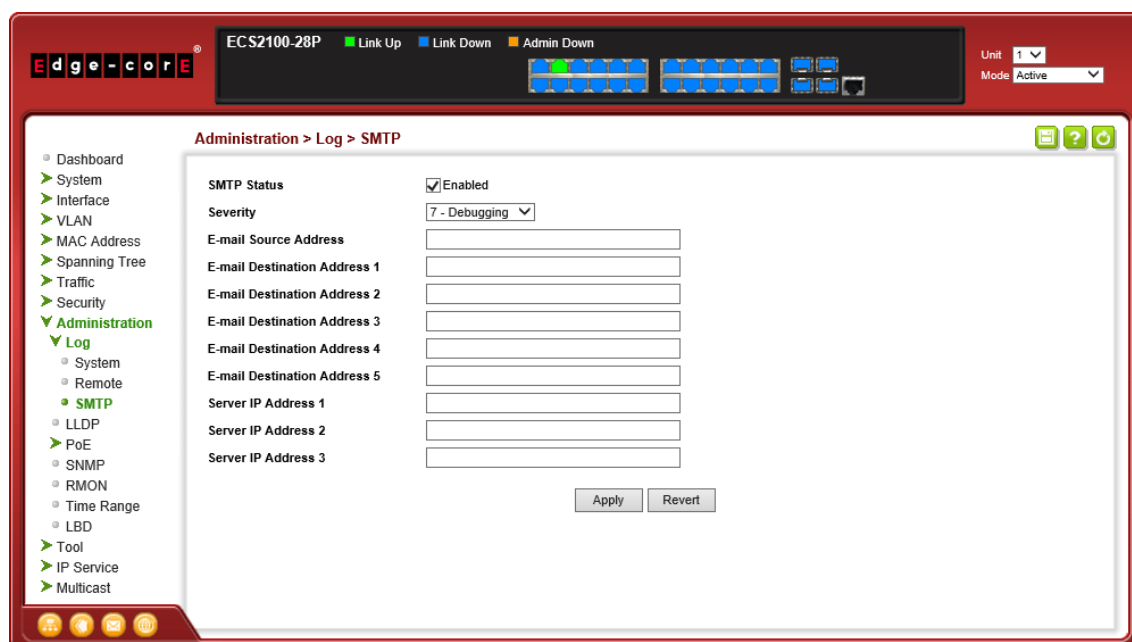 Edge-corE ®
ECS2100-28P Link Up Link Down Admin Down
Unit 1
Mode Active
Administration > Log > SMTP
?
Dashboard
System
Interface
VLAN
MAC Address
Spanning Tree
Traffic
Security
Administration
Log
System
Remote
SMTP
LLDP
PoE
SNMP
RMON
Time Range
LBD
Tool
IP Service
Multicast
SMTP Status Enabled
Severity 7 - Debugging
E-mail Source Address
E-mail Destination Address 1
E-mail Destination Address 2
E-mail Destination Address 3
E-mail Destination Address 4
E-mail Destination Address 5
Server IP Address 1
Server IP Address 2
Server IP Address 3
Apply Revert